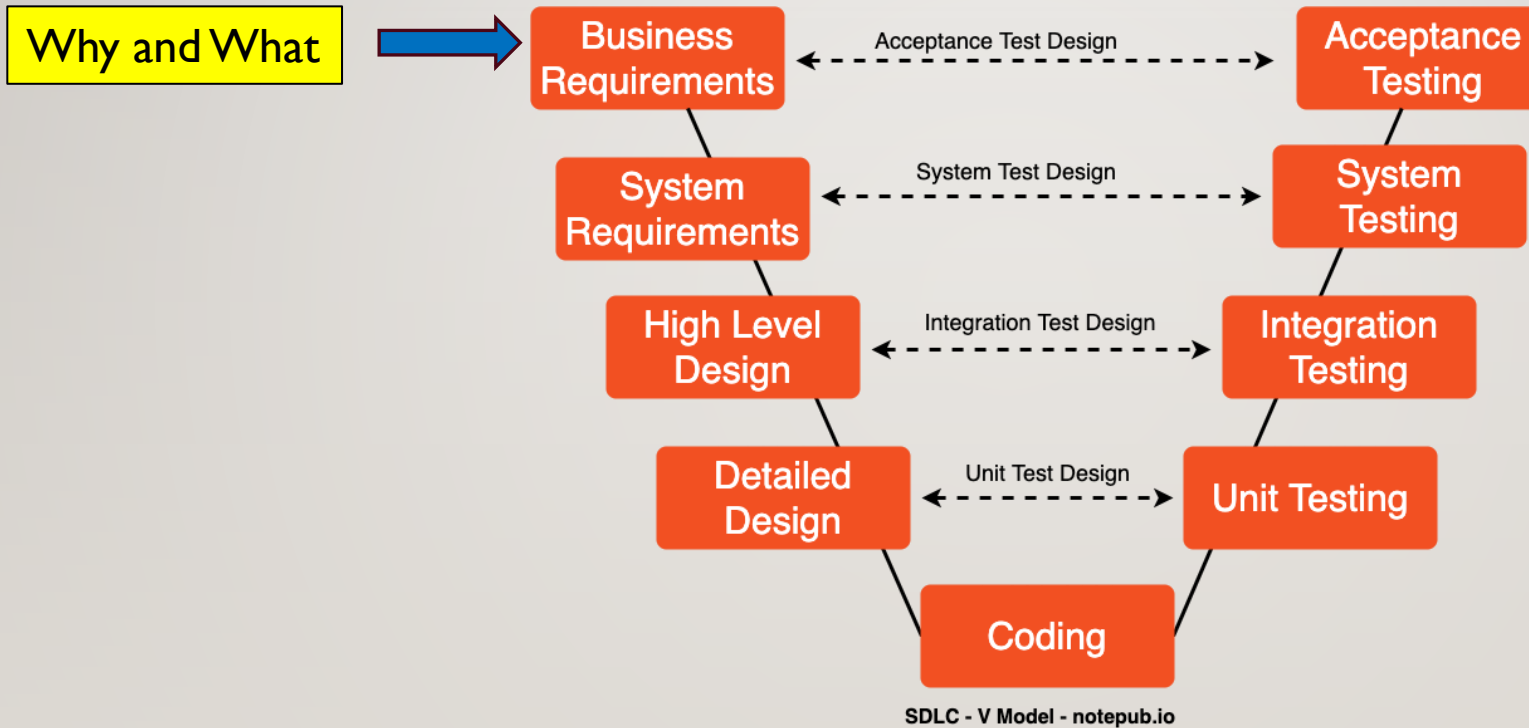 Why and What
Business
Requirements
Acceptance Test Design
Acceptance
Testing
System
Requirements
System Test Design
System
Testing
High Level
Design
Integration Test Design
Integration
Testing
Detailed
Design
Unit Test Design
Unit Testing
Coding
SDLC - V Model - notepub.io